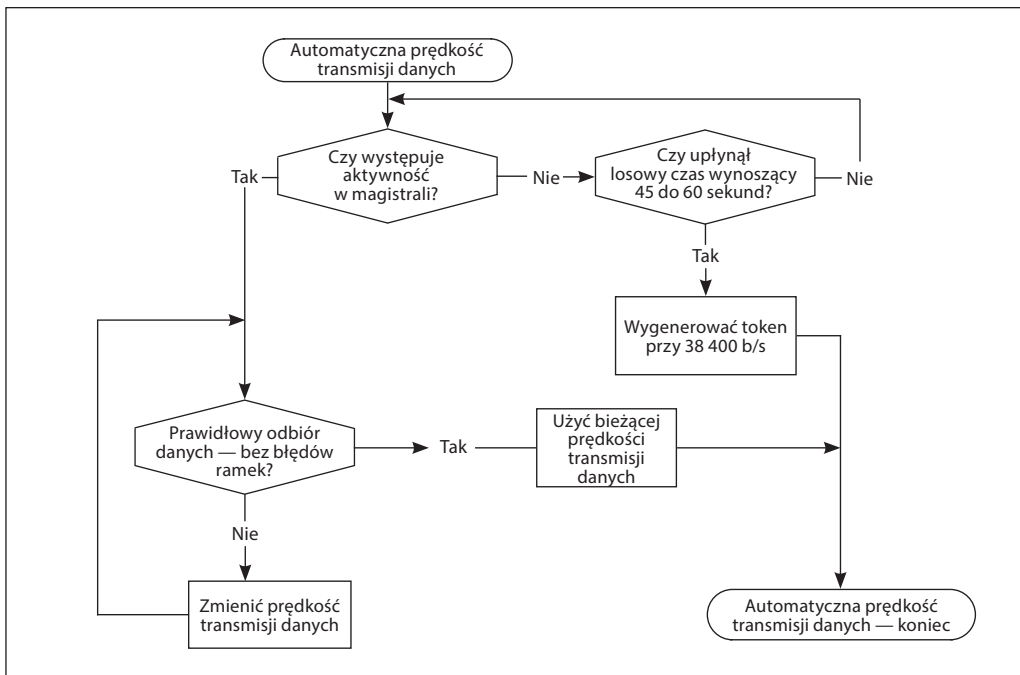 Automatyczna prędkość
transmisji danych
Czy występuje
aktywność
w magistrali?
Tak
Nie
Czy upłynął
losowy czas wynoszący
45 do 60 sekund?
Nie
Tak
Wygenerować token
przy 38 400 b/s
Prawidłowy odbiór
danych — bez błędów
ramek?
Tak
Użyć bieżącej
prędkości
transmisji
danych
Nie
Zmienić prędkość
transmisji danych
Automatyczna prędkość
transmisji danych — koniec